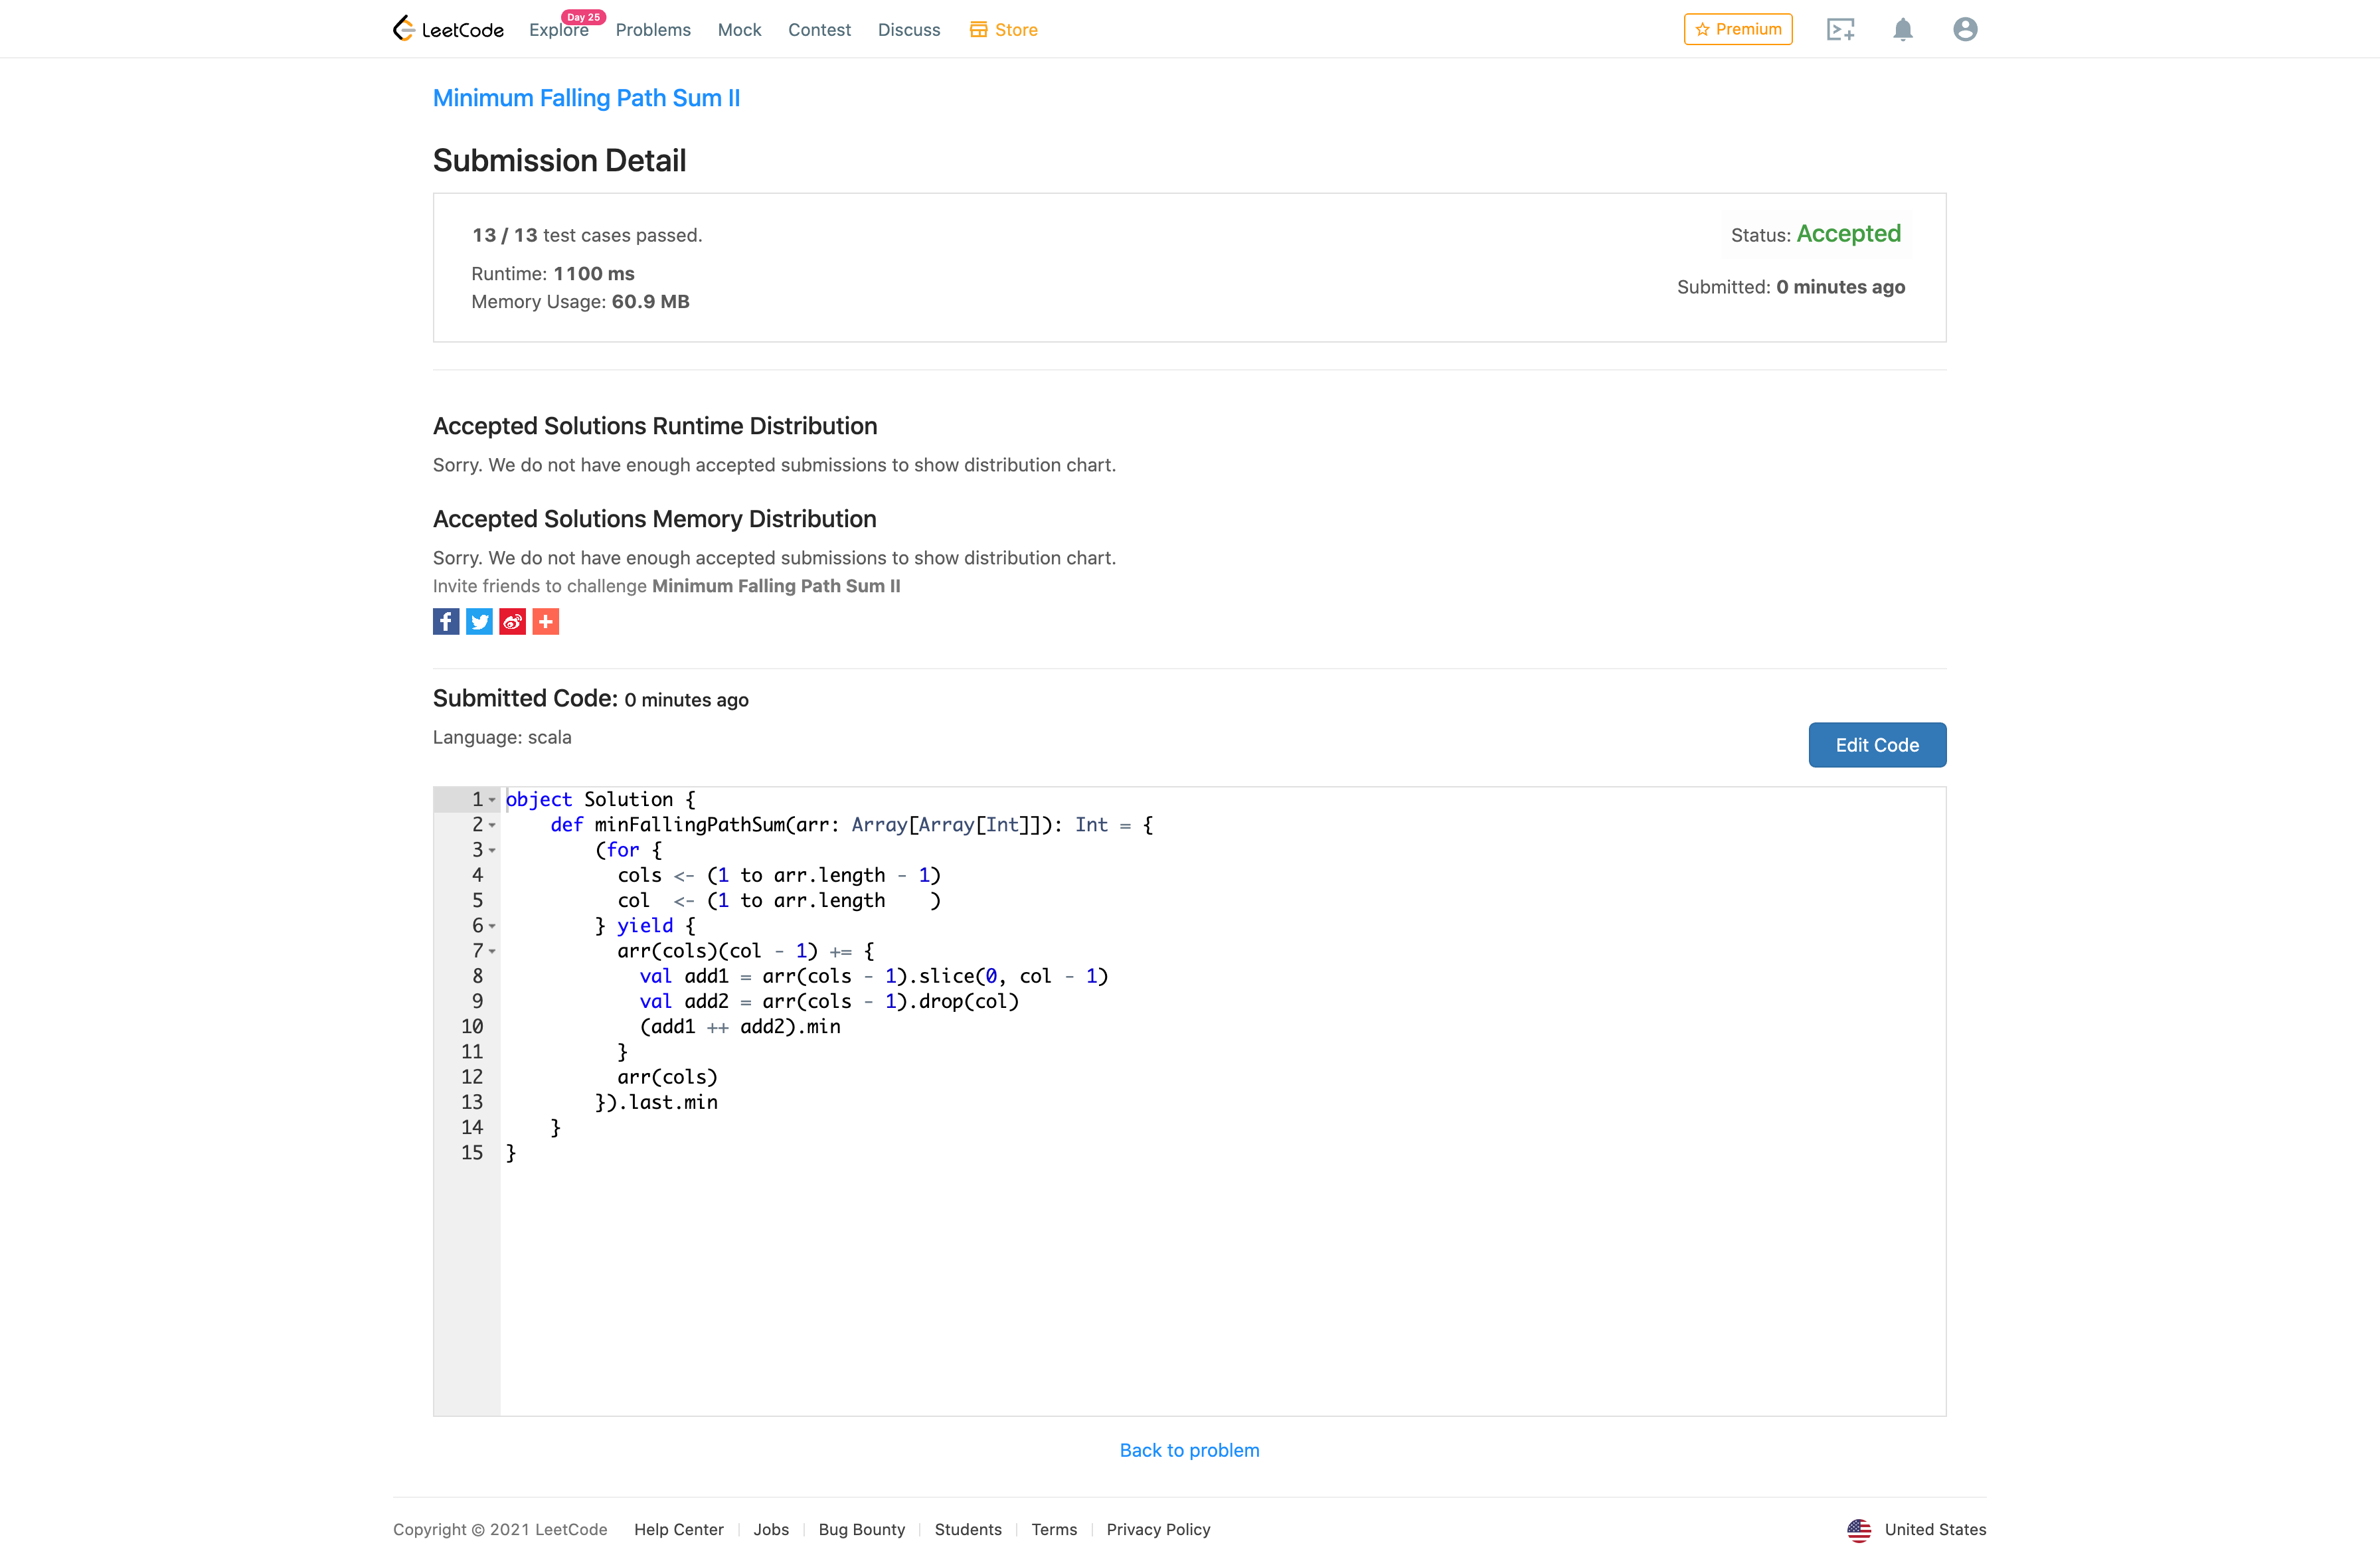 LeetCode Explore Day 25 Problems Mock Contest Discuss Store Premium
Minimum Falling Path Sum II
Submission Detail
13 / 13 test cases passed.
Status: Accepted
Runtime: 1100 ms
Submitted: 0 minutes ago
Memory Usage: 60.9 MB
Accepted Solutions Runtime Distribution
Sorry. We do not have enough accepted submissions to show distribution chart.
Accepted Solutions Memory Distribution
Sorry. We do not have enough accepted submissions to show distribution chart.
Invite friends to challenge Minimum Falling Path Sum II
Submitted Code: 0 minutes ago
Language: scala
Edit Code
1 object Solution {
2     def minFallingPathSum(arr: Array[Array[Int]]): Int = {
3         (for {
4           cols <- (1 to arr.length - 1)
5           col  <- (1 to arr.length    )
6         } yield {
7           arr(cols)(col - 1) += {
8             val add1 = arr(cols - 1).slice(0, col - 1)
9             val add2 = arr(cols - 1).drop(col)
10             (add1 ++ add2).min
11           }
12           arr(cols)
13         }).last.min
14     }
15 }
Back to problem
Copyright © 2021 LeetCode Help Center Jobs Bug Bounty Students Terms Privacy Policy United States